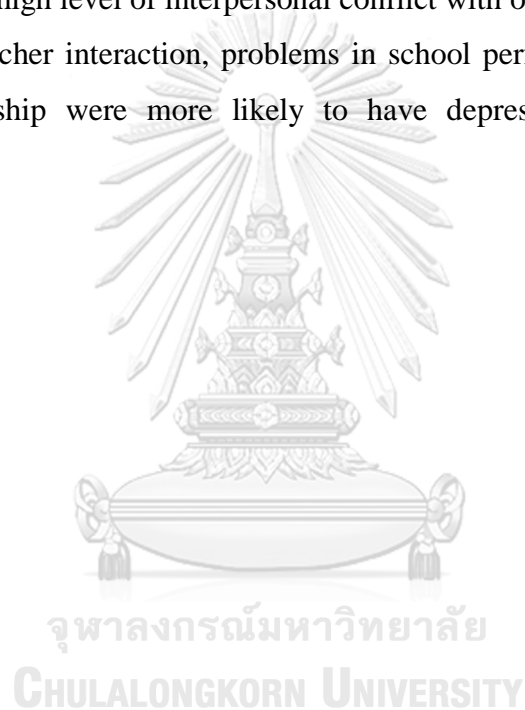 high level of interpersonal conflict with o
cher interaction, problems in school per
ship were more likely to have depres
จุฬาลงกรณ์มหาวิทยาลัย
CHULALONGKORN UNIVERSITY